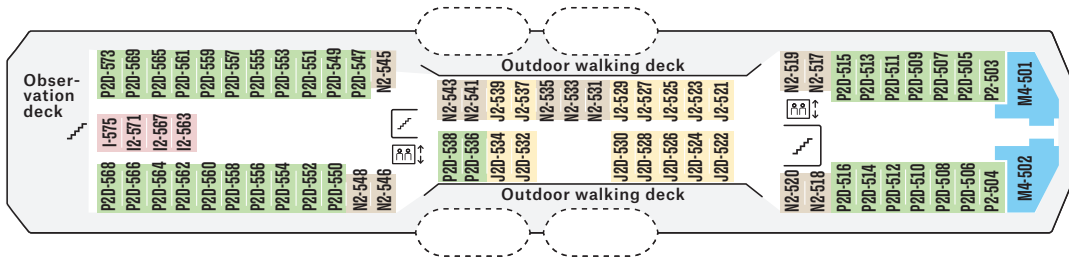 Obser-
vation
deck
P2D-573
P2D-569
P2D-565
P2D-561
P2D-559
P2D-557
P2D-555
P2D-553
P2D-551
P2D-549
P2D-547
N2-545
I-575
I2-571
I2-567
I2-563
P2D-568
P2D-566
P2D-564
P2D-562
P2D-560
P2D-558
P2D-556
P2D-554
P2D-552
P2D-550
N2-548
N2-546
Outdoor walking deck
N2-543
N2-541
J2-539
J2-537
N2-535
N2-533
N2-531
J2-529
J2-527
J2-525
J2-523
J2-521
P2D-538
P2D-536
J2D-534
J2D-532
J2D-530
J2D-528
J2D-526
J2D-524
J2D-522
Outdoor walking deck
N2-519
N2-517
P2D-515
P2D-513
P2D-511
P2D-509
P2D-507
P2D-505
P2-503
M4-501
N2-520
N2-518
P2D-516
P2D-514
P2D-512
P2D-510
P2D-508
P2D-506
P2-504
M4-502